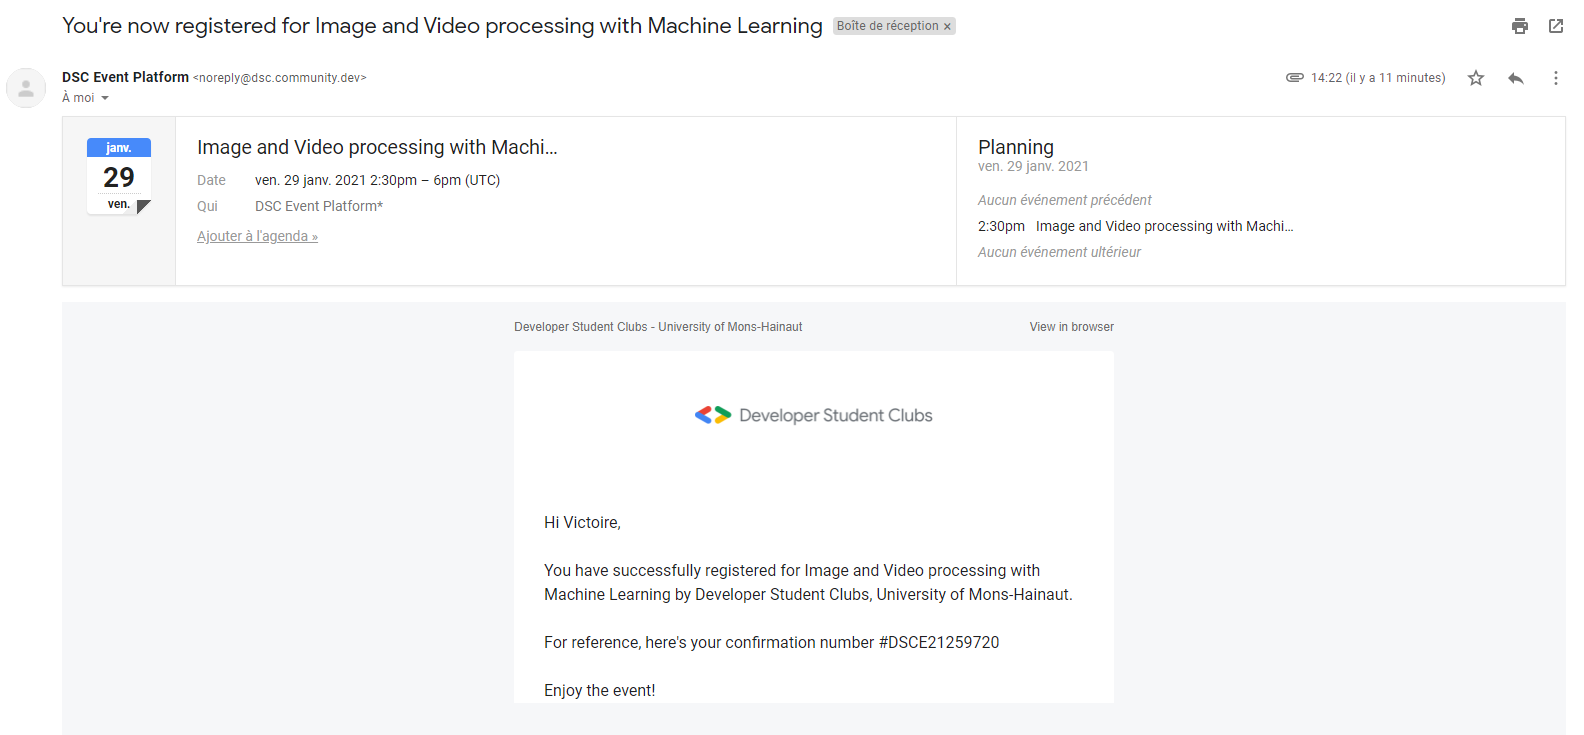 You're now registered for Image and Video processing with Machine Learning Boîte de réception ×
DSC Event Platform <noreply@dsc.community.dev> 14:22 (il y a 11 minutes)
À moi
janv.
29
ven.
Image and Video processing with Machi...
Date ven. 29 janv. 2021 2:30pm – 6pm (UTC)
Qui DSC Event Platform*
Ajouter à l'agenda »
Planning
ven. 29 janv. 2021
Aucun événement précédent
2:30pm Image and Video processing with Machi...
Aucun événement ultérieur
Developer Student Clubs - University of Mons-Hainaut View in browser
Developer Student Clubs
Hi Victoire,
You have successfully registered for Image and Video processing with
Machine Learning by Developer Student Clubs, University of Mons-Hainaut.
For reference, here's your confirmation number #DSCE21259720
Enjoy the event!